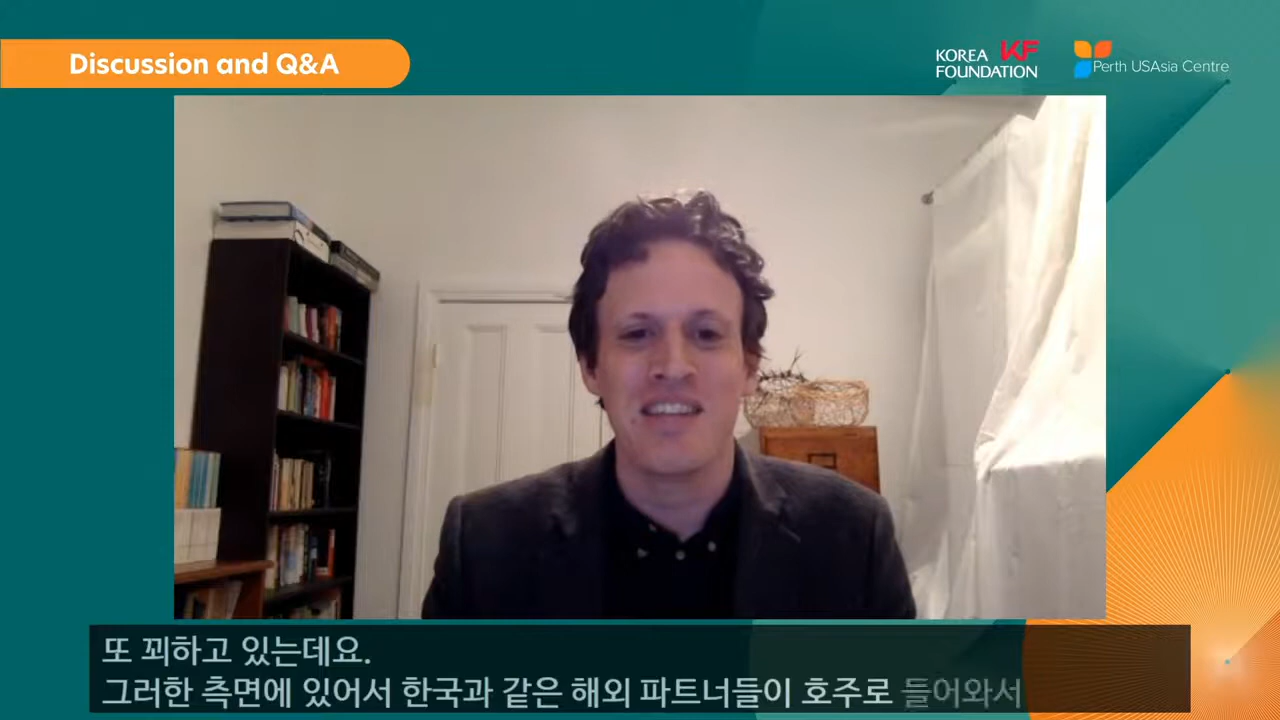 Discussion and Q&A
KOREA KF
FOUNDATION
Perth USAsia Centre
또 꾀하고 있는데요.
그러한 측면에 있어서 한국과 같은 해외 파트너들이 호주로 들어와서